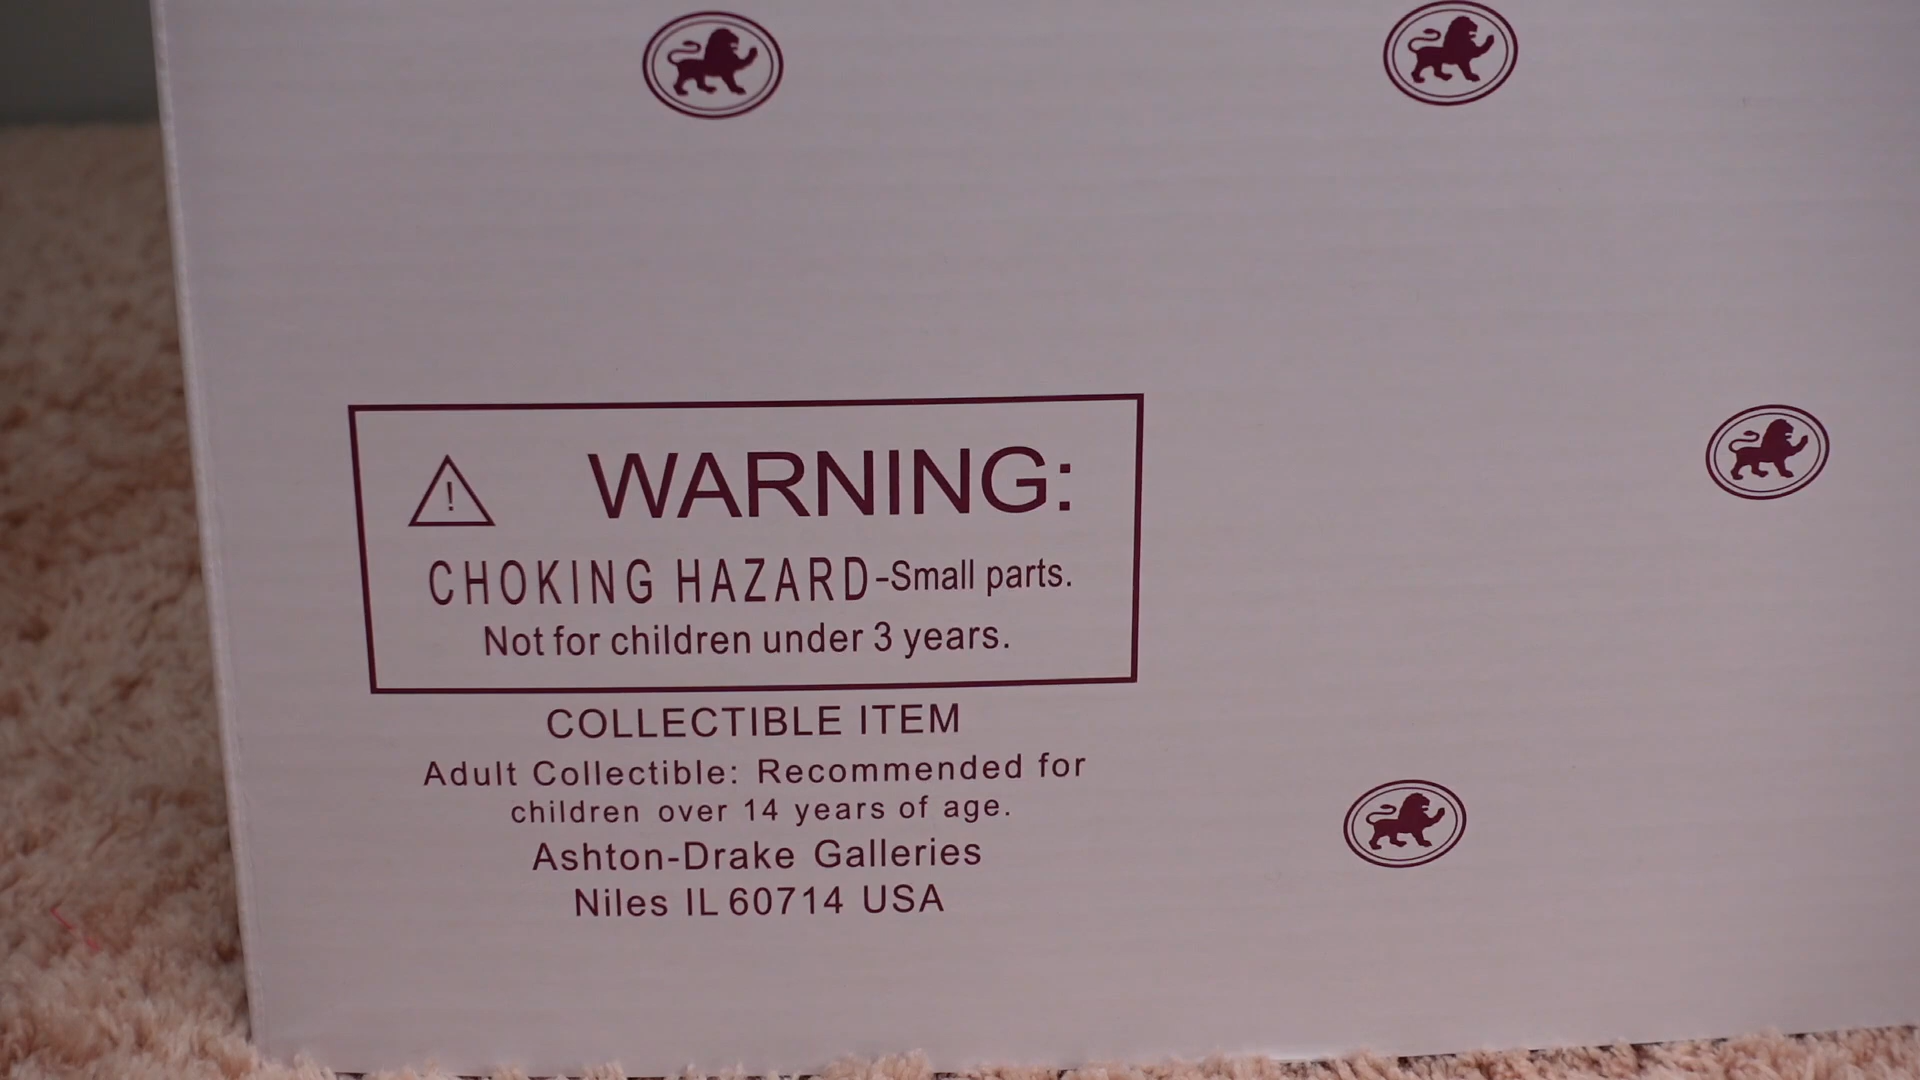 ! WARNING:
CHOKING HAZARD-Small parts.
Not for children under 3 years.
COLLECTIBLE ITEM
Adult Collectible: Recommended for
children over 14 years of age.
Ashton-Drake Galleries
Niles IL 60714 USA